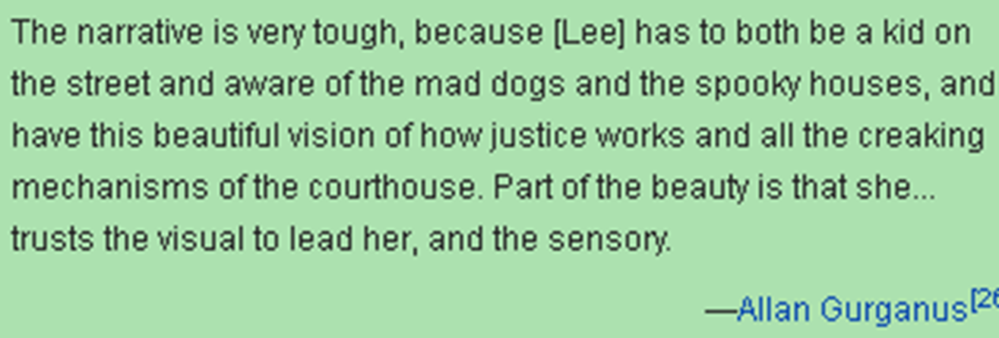 The narrative is very tough, because [Lee] has to both be a kid on
the street and aware of the mad dogs and the spooky houses, and
have this beautiful vision of how justice works and all the creaking
mechanisms of the courthouse. Part of the beauty is that she...
trusts the visual to lead her, and the sensory.
—Allan Gurganus[26